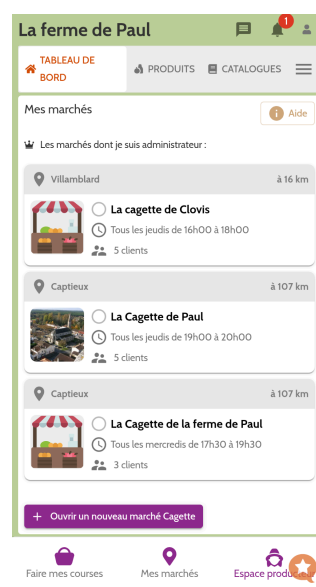 La ferme de Paul
1
TABLEAU DE
BORD
PRODUITS
CATALOGUES
Mes marchés
Aide
Les marchés dont je suis administrateur :
Villamblard
à 16 km
La cagette de Clovis
Tous les jeudis de 16h00 à 18h00
5 clients
Captieux
à 107 km
La Cagette de Paul
Tous les jeudis de 19h00 à 20h00
5 clients
Captieux
à 107 km
La Cagette de la ferme de Paul
Tous les mercredis de 17h30 à 19h30
3 clients
+ Ouvrir un nouveau marché Cagette
Faire mes courses
Mes marchés
Espace producteur